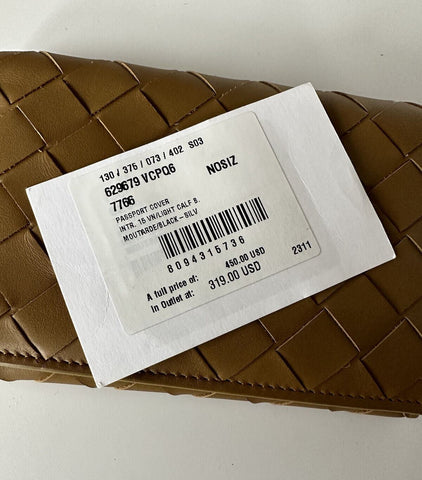 130 / 375 / 073 / 402 S03
629679 VCPQ6 NOSIZ
7766
PASSPORT COVER
INTR. 15 VN/LIGHT CALF B.
MOUTARDE/BLACK-SILV
8094315736
A full price of: 450.00 USD
In Outlet at: 319.00 USD
2311